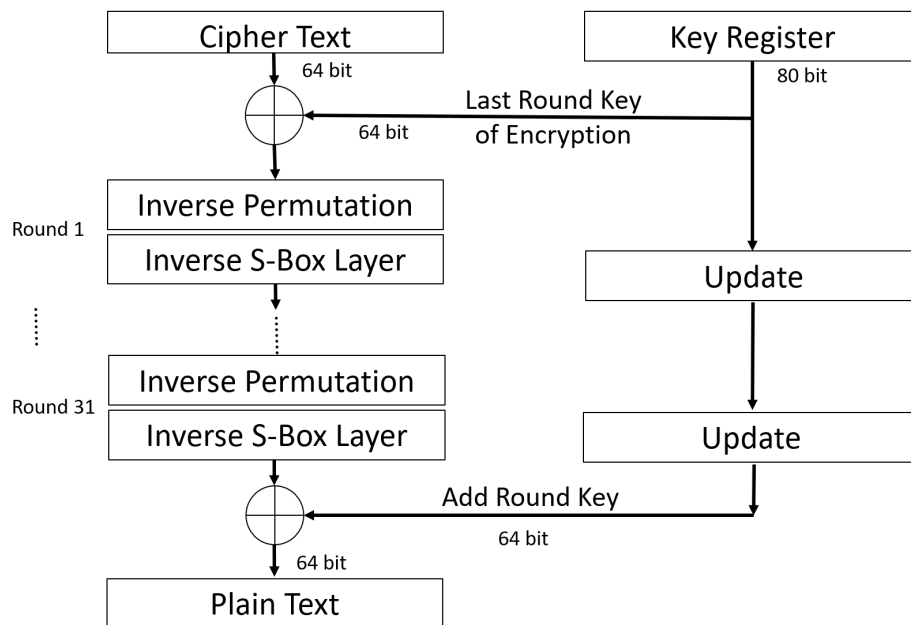 Cipher Text
Key Register
64 bit
80 bit
Last Round Key
64 bit
of Encryption
Inverse Permutation
Round 1
Inverse S-Box Layer
Update
Inverse Permutation
Round 31
Inverse S-Box Layer
Update
Add Round Key
64 bit
64 bit
Plain Text